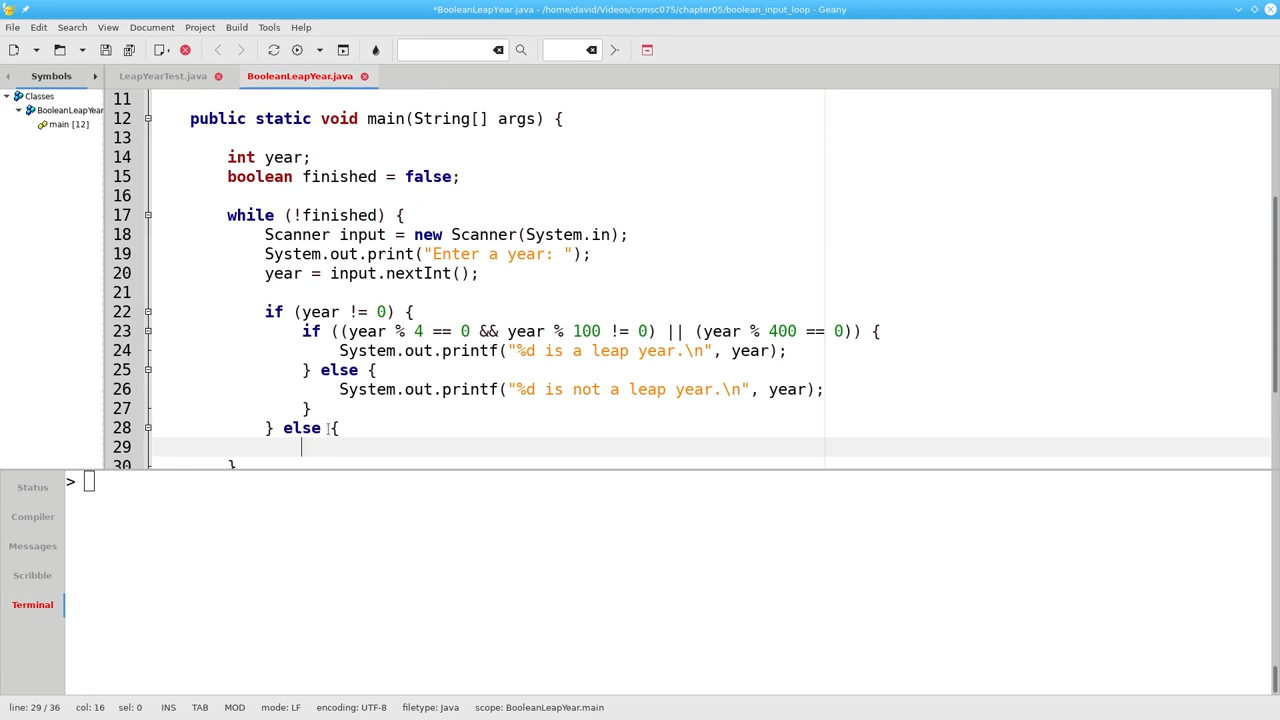 *BooleanLeapYear.java - /home/david/Videos/comsc075/chapter05/boolean_input_loop - Geany
File Edit Search View Document Project Build Tools Help
Symbols LeapYearTest.java BooleanLeapYear.java
Classes
BooleanLeapYear
main [12]
11
12 public static void main(String[] args) {
13
14 int year;
15 boolean finished = false;
16
17 while (!finished) {
18 Scanner input = new Scanner(System.in);
19 System.out.print("Enter a year: ");
20 year = input.nextInt();
21
22 if (year != 0) {
23 if ((year % 4 == 0 && year % 100 != 0) || (year % 400 == 0)) {
24 System.out.printf("%d is a leap year.\n", year);
25 } else {
26 System.out.printf("%d is not a leap year.\n", year);
27 }
28 } else {
29
30 }
Status
Compiler
Messages
Scribble
Terminal
>
line: 29 / 36 col: 16 sel: 0 INS TAB MOD mode: LF encoding: UTF-8 filetype: Java scope: BooleanLeapYear.main